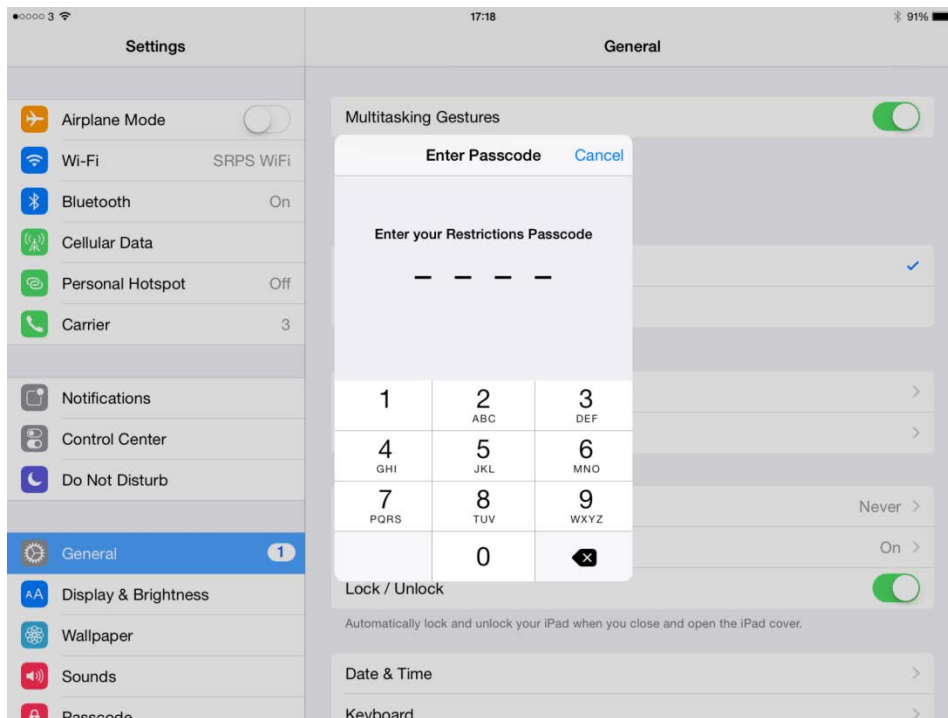 3 17:18 91%
Settings General
Airplane Mode
Wi-Fi SRPS WiFi
Bluetooth On
Cellular Data
Personal Hotspot Off
Carrier 3
Notifications
Control Center
Do Not Disturb
General 1
AA Display & Brightness
Wallpaper
Sounds
Passcode
Multitasking Gestures
Enter Passcode Cancel
Enter your Restrictions Passcode
1 2 3
ABC DEF
4 5 6
GHI JKL MNO
7 8 9
PQRS TUV WXYZ
0
Never
On
Lock / Unlock
Automatically lock and unlock your iPad when you close and open the iPad cover.
Date & Time
Keyboard